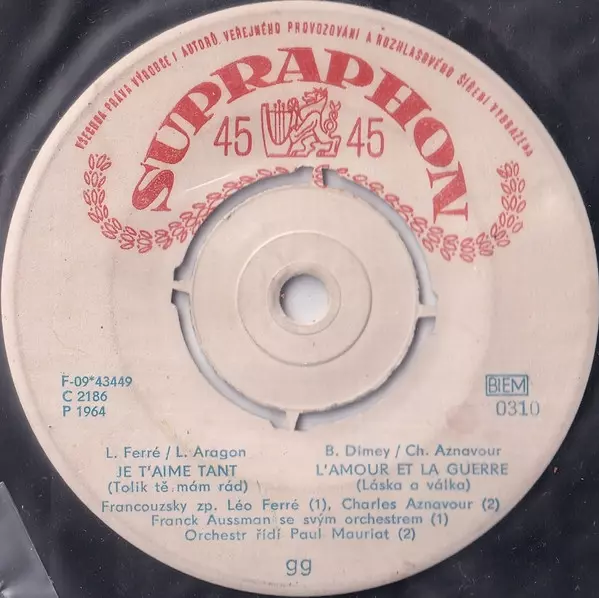 VŠECHNA PRÁVA VÝROBCE I AUTORŮ, VEŘEJNÉHO PROVOZOVÁNÍ A ROZHLASOVÉHO ŠÍŘENÍ VYHRAŽENA
SUPRAPHON
45 45
F-09*43449
C 2186
P 1964
BIEM
0310
L. Ferré / L. Aragon
JE T'AIME TANT
(Tolik tě mám rád)
B. Dimey / Ch. Aznavour
L'AMOUR ET LA GUERRE
(Láska a válka)
Francouzsky zp. Léo Ferré (1), Charles Aznavour (2)
Franck Aussman se svým orchestrem (1)
Orchestr řídí Paul Mauriat (2)
gg